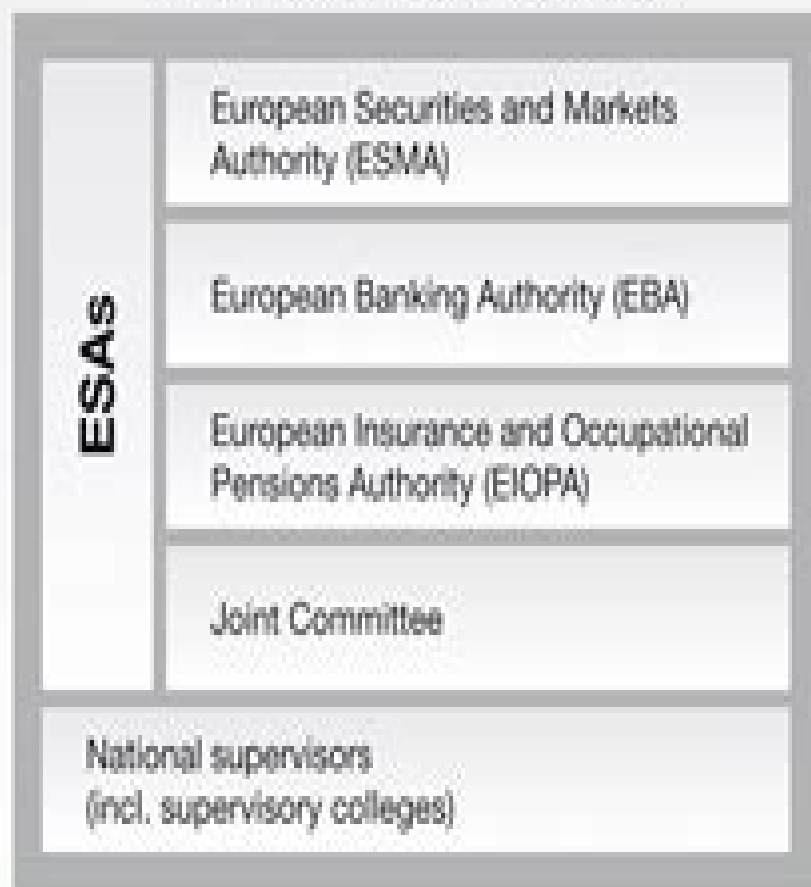 ESAs
European Securities and Markets
Authority (ESMA)
European Banking Authority (EBA)
European Insurance and Occupational
Pensions Authority (EIOPA)
Joint Committee
National supervisors
(incl. supervisory colleges)